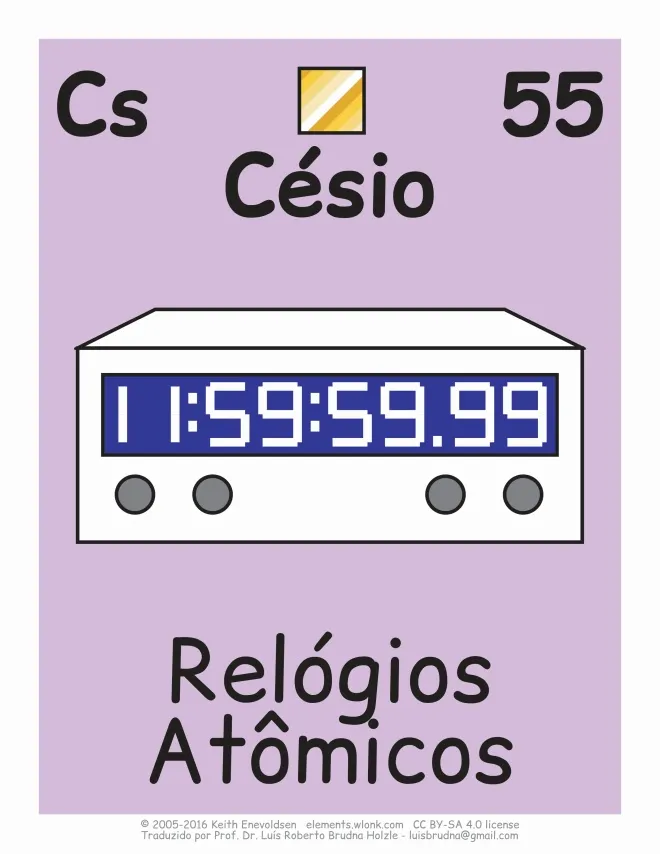 Cs 55
Césio
11:59:59.99
Relógios
Atômicos
© 2005-2016 Keith Enevoldsen elements.wlonk.com CC BY-SA 4.0 license
Traduzido por Prof. Dr. Luís Roberto Brudna Holzle - luisbrudna@gmail.com